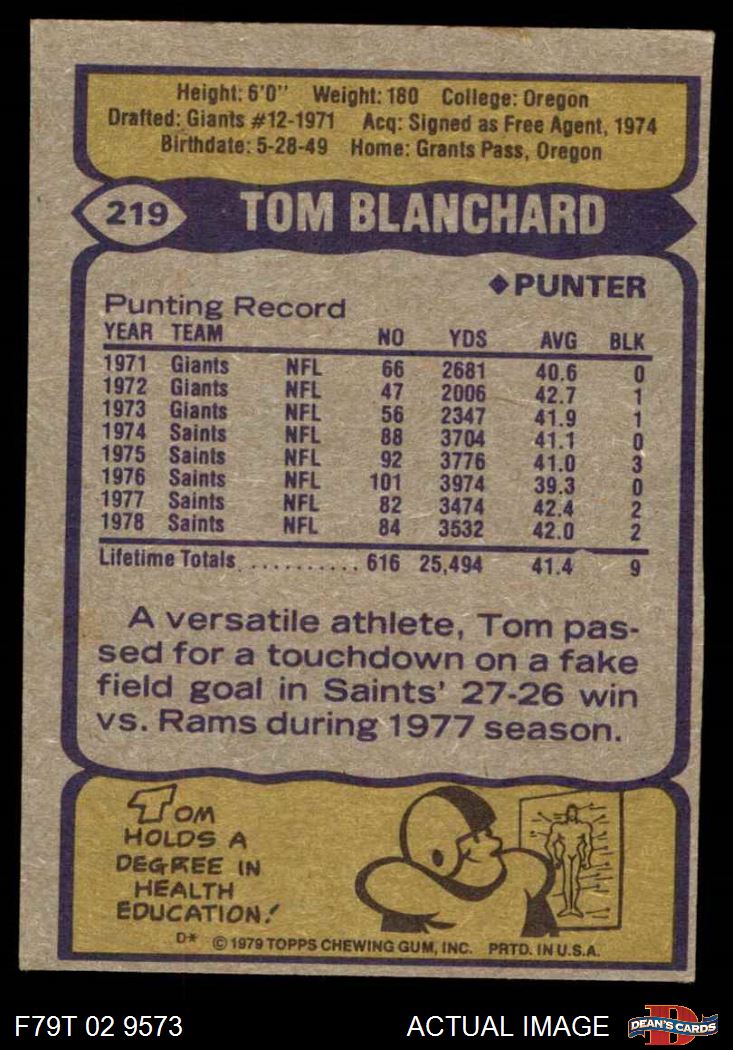 Height: 6'0" Weight: 180 College: Oregon
Drafted: Giants #12-1971 Acq: Signed as Free Agent, 1974
Birthdate: 5-28-49 Home: Grants Pass, Oregon
219 TOM BLANCHARD
◆PUNTER
Punting Record
YEAR TEAM NO YDS AVG BLK
1971 Giants NFL 66 2681 40.6 0
1972 Giants NFL 47 2006 42.7 1
1973 Giants NFL 56 2347 41.9 1
1974 Saints NFL 88 3704 41.1 0
1975 Saints NFL 92 3776 41.0 3
1976 Saints NFL 101 3974 39.3 0
1977 Saints NFL 82 3474 42.4 2
1978 Saints NFL 84 3532 42.0 2
Lifetime Totals........... 616 25,494 41.4 9
A versatile athlete, Tom pas-
sed for a touchdown on a fake
field goal in Saints' 27-26 win
vs. Rams during 1977 season.
TOM
HOLDS A
DEGREE IN
HEALTH
EDUCATION!
D* © 1979 TOPPS CHEWING GUM, INC. PRTD. IN U.S.A.
F79T 02 9573 ACTUAL IMAGE D DEAN'S CARDS